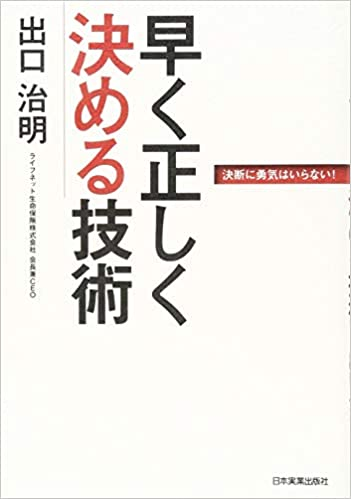 決断に勇気はいらない！
早く正しく
決める技術
出口 治明
ライフネット生命保険株式会社 会長兼CEO
日本実業出版社